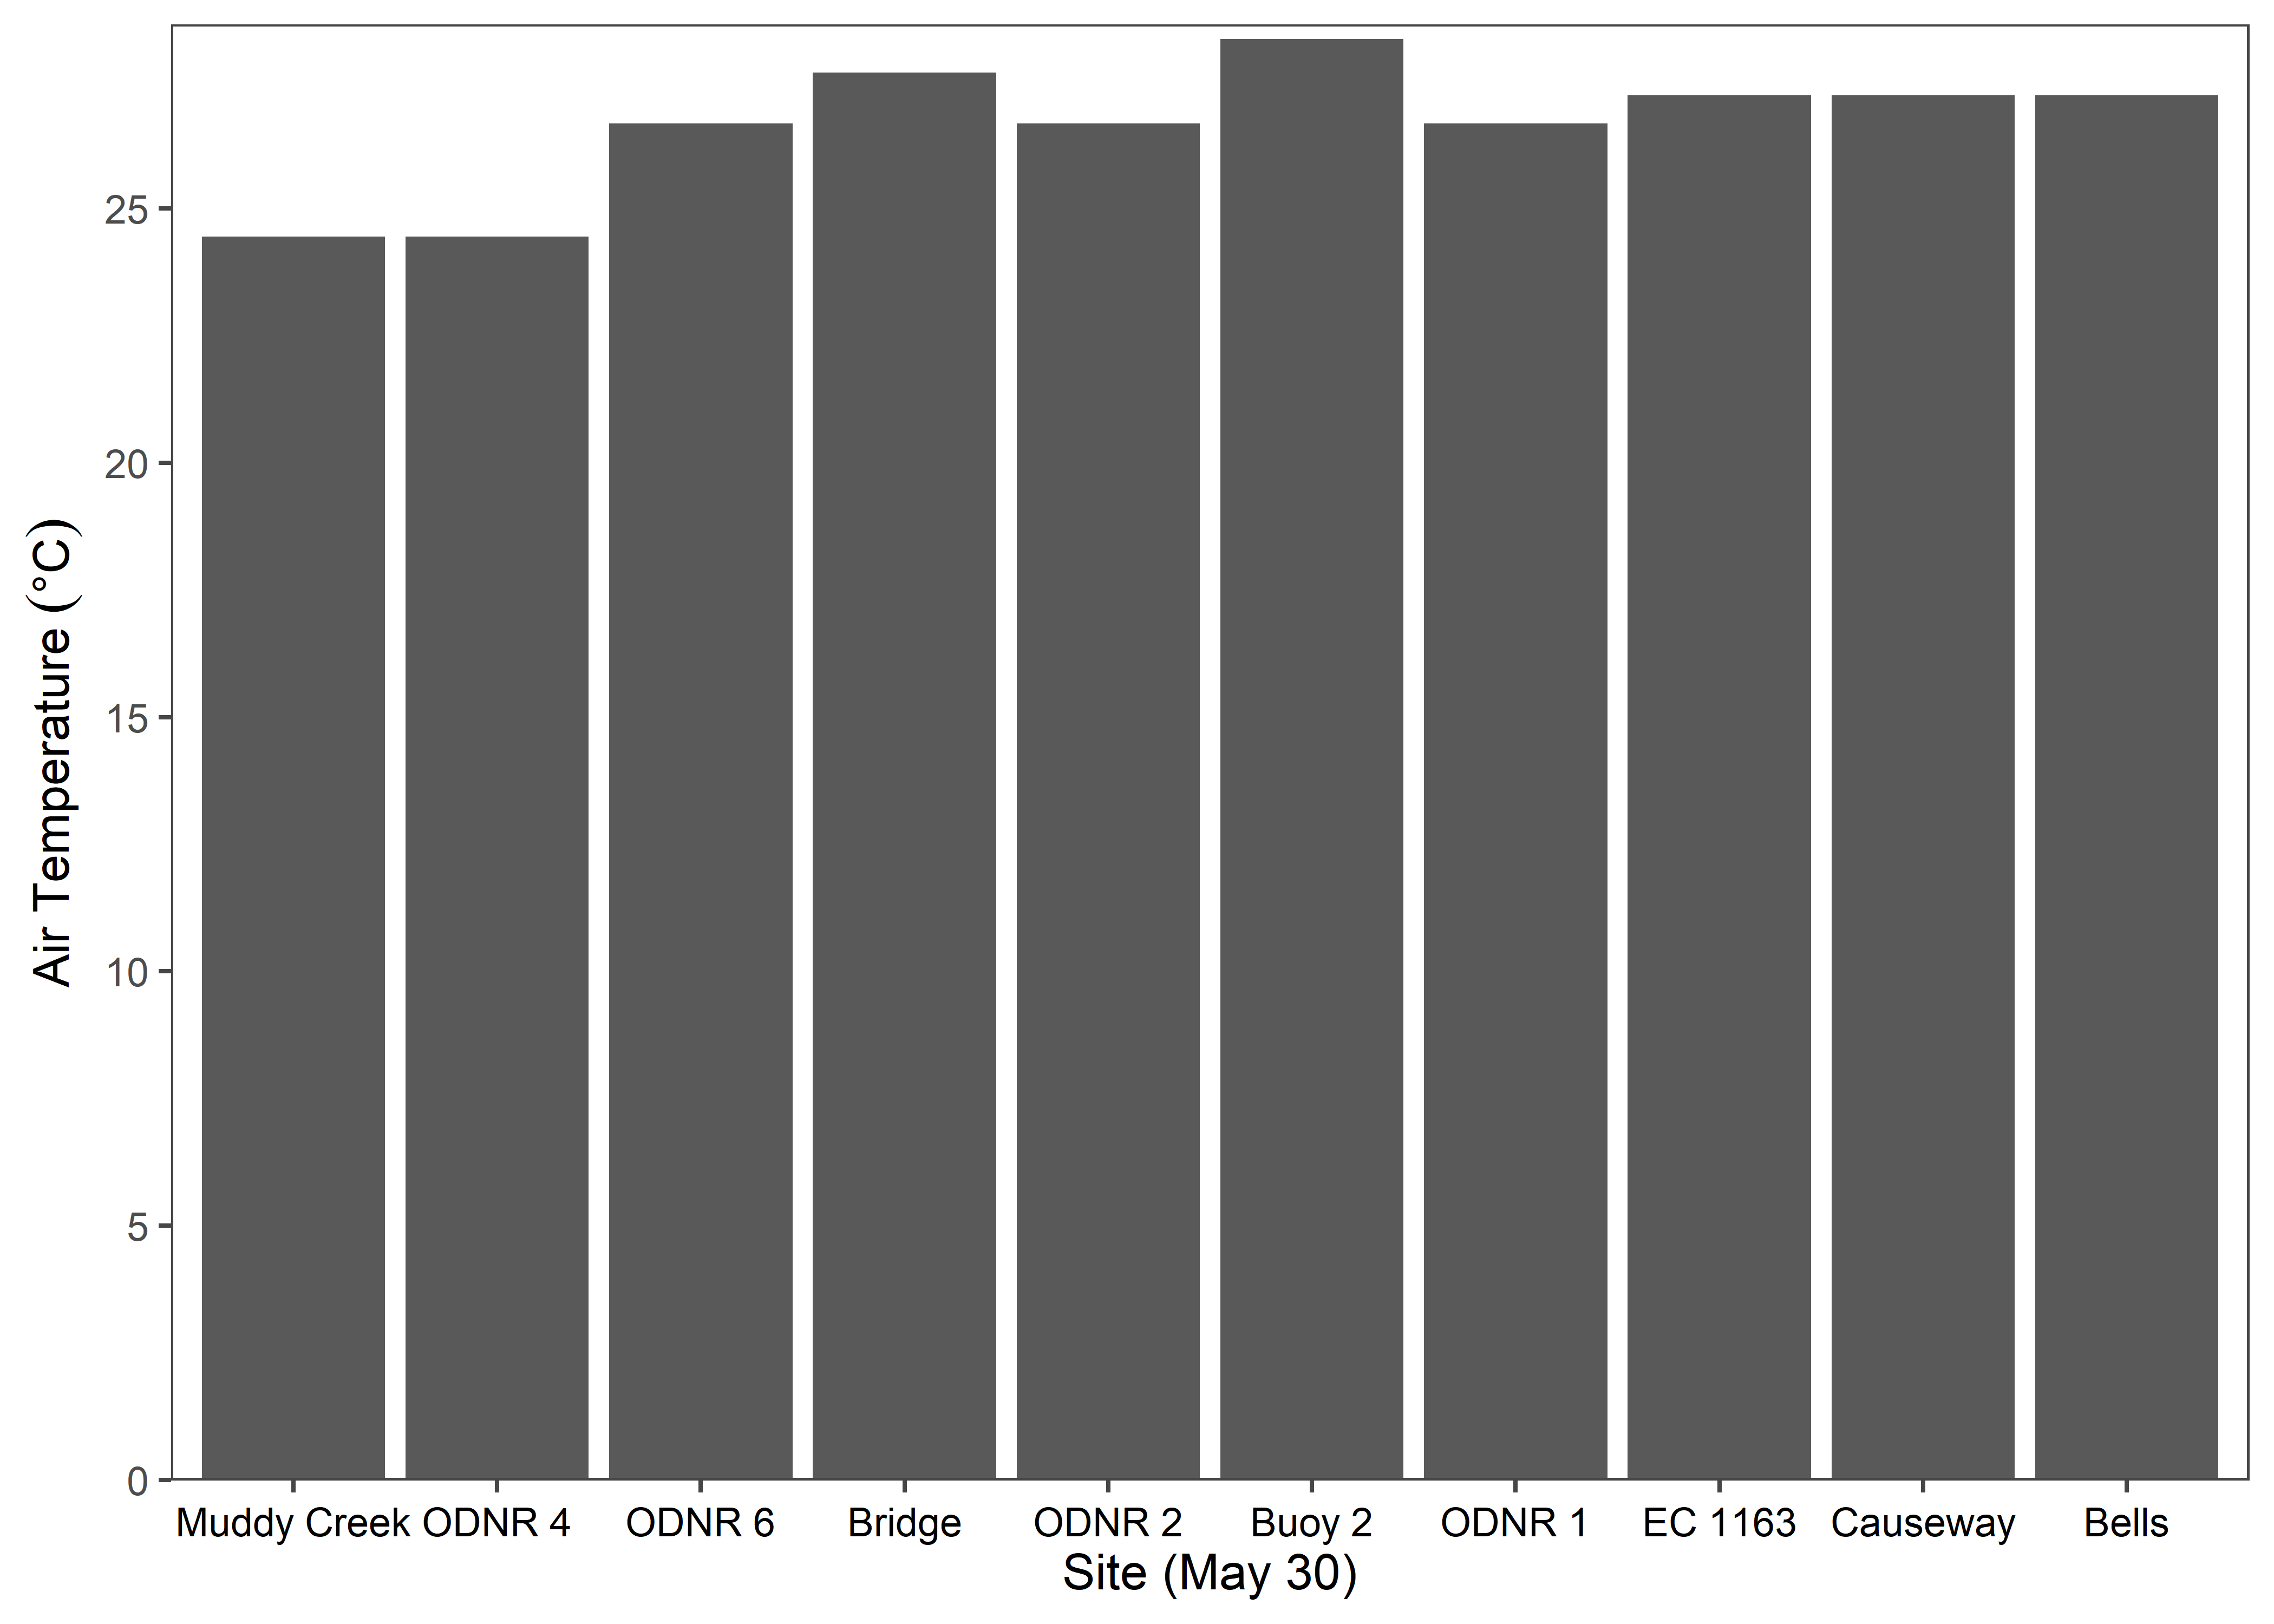 Air Temperature (°C)
25
20
15
10
5
0
Muddy Creek ODNR 4 ODNR 6 Bridge ODNR 2 Buoy 2 ODNR 1 EC 1163 Causeway Bells
Site (May 30)